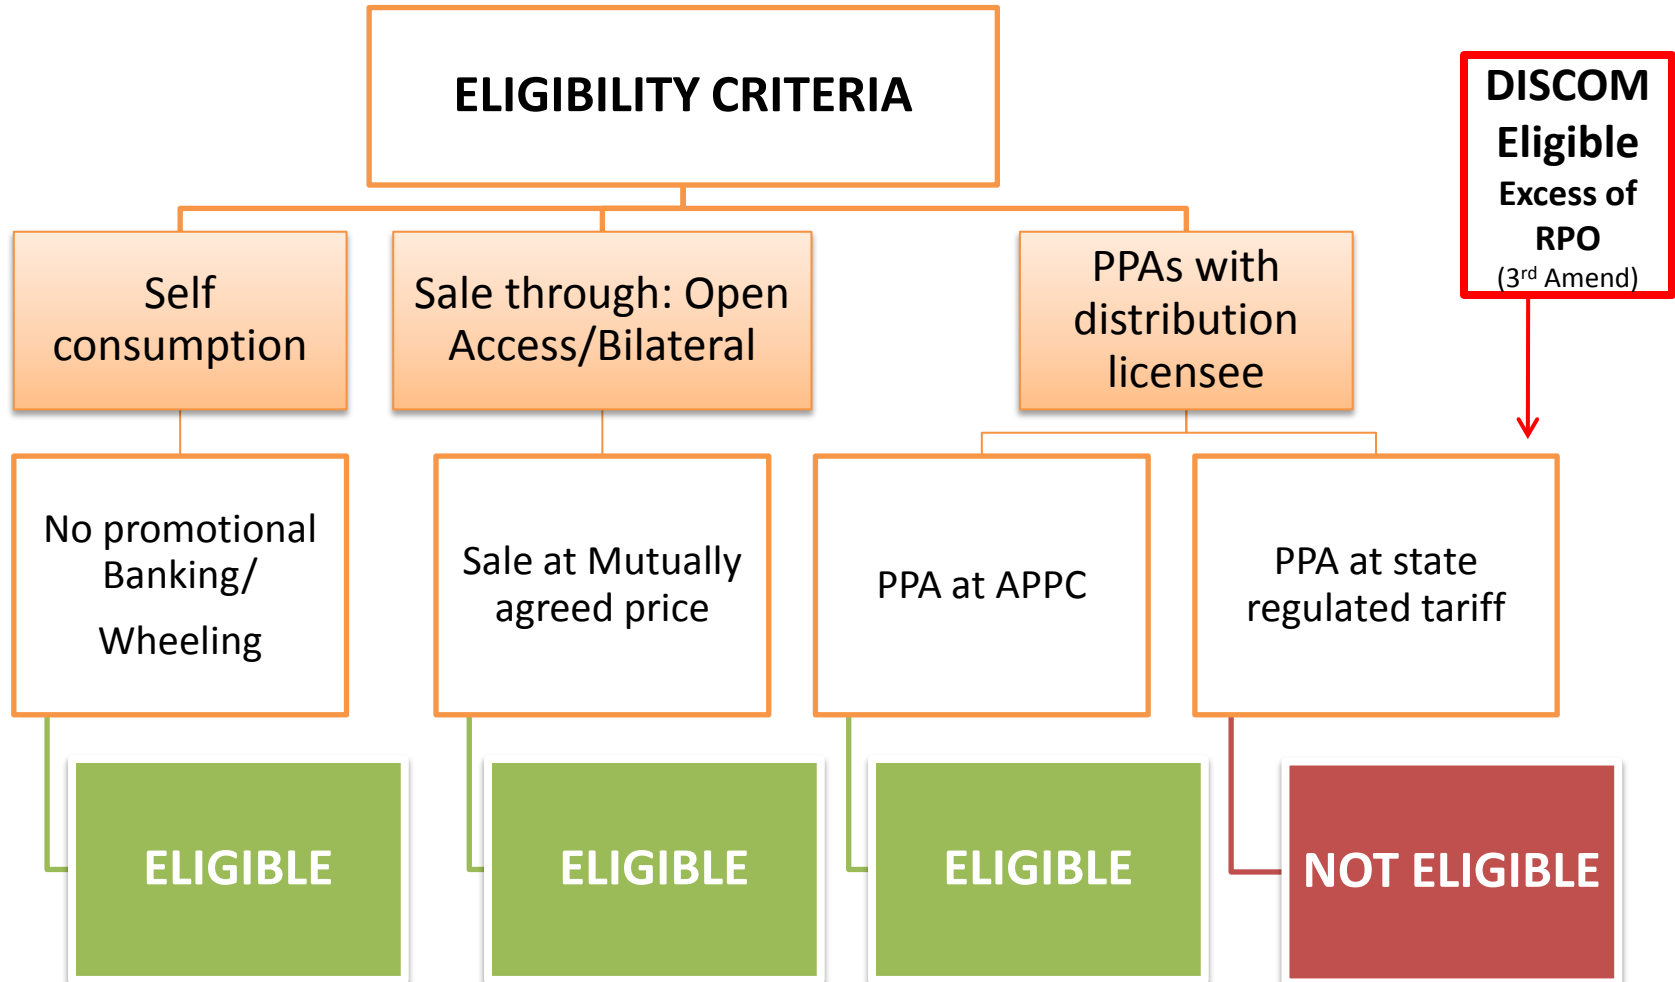 ELIGIBILITY CRITERIA
DISCOM
Eligible
Excess of
RPO
(3rd Amend)
Self
consumption
Sale through: Open
Access/Bilateral
PPAs with
distribution
licensee
No promotional
Banking/
Wheeling
Sale at Mutually
agreed price
PPA at APPC
PPA at state
regulated tariff
ELIGIBLE
ELIGIBLE
ELIGIBLE
NOT ELIGIBLE